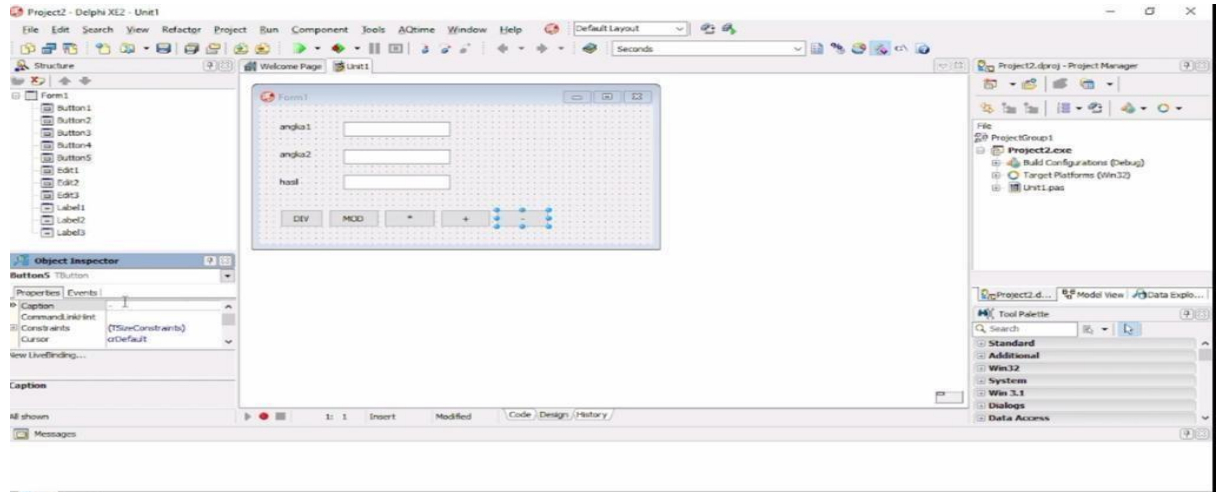 Project2 - Delphi XE2 - Unit1
File Edit Search View Refactor Project Run Component Tools AQtime Window Help Default Layout
Seconds
Structure
Form1
Button1
Button2
Button3
Button4
Button5
Edit1
Edit2
Edit3
Label1
Label2
Label3
Object Inspector
Button5 TButton
Properties Events
Caption -
CommandLinkHint
Constraints (TSizeConstraints)
Cursor crDefault
New LiveBinding...
Caption
All shown
Welcome Page Unit1
Form1
angka1
angka2
hasil
DIV MOD * + -
1: 1 Insert Modified Code Design History
Project2.dproj - Project Manager
File
ProjectGroup1
Project2.exe
Build Configurations (Debug)
Target Platforms (Win32)
Unit1.pas
Project2.d... Model View Data Explo...
Tool Palette
Search
Standard
Additional
Win32
System
Win 3.1
Dialogs
Data Access
Messages